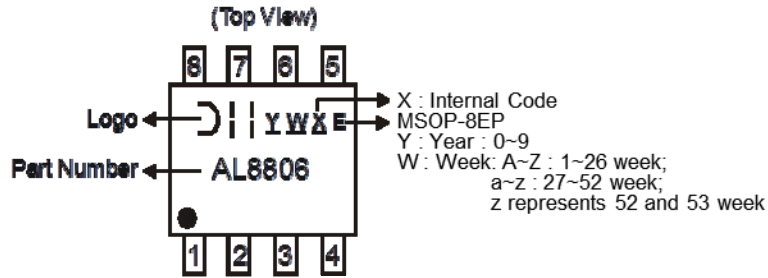 (Top View)
8 7 6 5
Logo Y W X E
Part Number AL8806
1 2 3 4
X : Internal Code
MSOP-8EP
Y : Year : 0~9
W : Week: A~Z : 1~26 week;
a~z : 27~52 week;
z represents 52 and 53 week